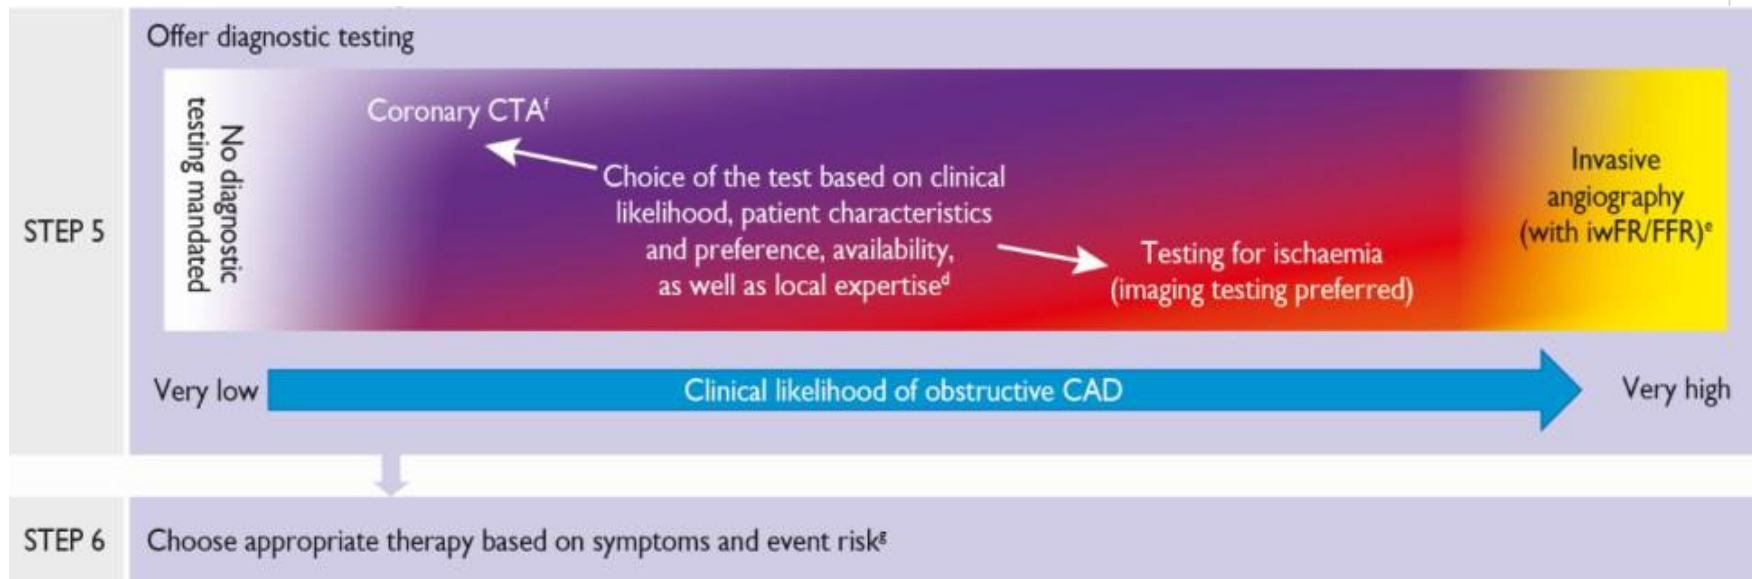 Offer diagnostic testing
No diagnostic
testing mandated
Coronary CTAᶠ
Choice of the test based on clinical
likelihood, patient characteristics
and preference, availability,
as well as local expertiseᵈ
Testing for ischaemia
(imaging testing preferred)
Invasive
angiography
(with iwFR/FFR)ᵉ
STEP 5
Very low
Clinical likelihood of obstructive CAD
Very high
STEP 6
Choose appropriate therapy based on symptoms and event riskᵍ